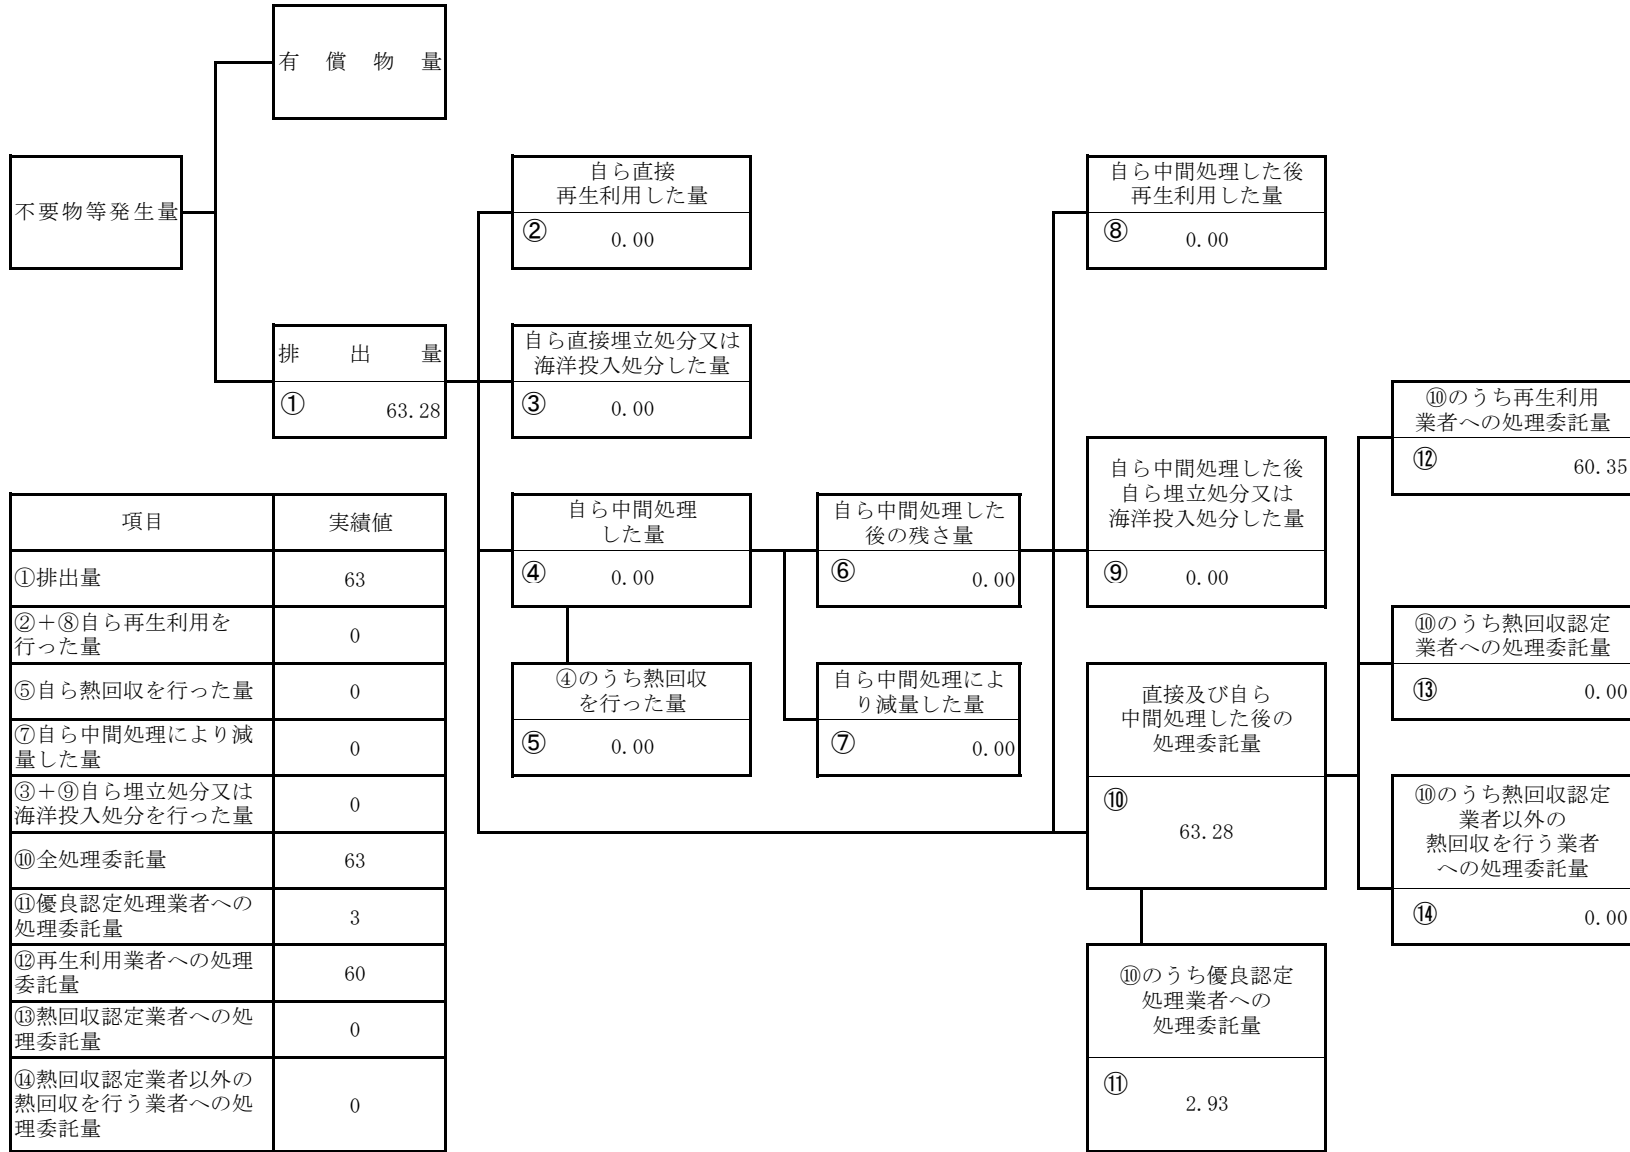 有償物量
不要物等発生量
排出量
① 63.28
自ら直接
再生利用した量
② 0.00
自ら直接埋立処分又は
海洋投入処分した量
③ 0.00
自ら中間処理
した量
④ 0.00
④のうち熱回収
を行った量
⑤ 0.00
自ら中間処理した
後の残さ量
⑥ 0.00
自ら中間処理によ
り減量した量
⑦ 0.00
自ら中間処理した後
再生利用した量
⑧ 0.00
自ら中間処理した後
自ら埋立処分又は
海洋投入処分した量
⑨ 0.00
直接及び自ら
中間処理した後の
処理委託量
⑩
63.28
⑩のうち優良認定
処理業者への
処理委託量
⑪
2.93
⑩のうち再生利用
業者への処理委託量
⑫ 60.35
⑩のうち熱回収認定
業者への処理委託量
⑬ 0.00
⑩のうち熱回収認定
業者以外の
熱回収を行う業者
への処理委託量
⑭ 0.00
項目 実績値
①排出量 63
②＋⑧自ら再生利用を
行った量 0
⑤自ら熱回収を行った量 0
⑦自ら中間処理により減
量した量 0
③＋⑨自ら埋立処分又は
海洋投入処分を行った量 0
⑩全処理委託量 63
⑪優良認定処理業者への
処理委託量 3
⑫再生利用業者への処理
委託量 60
⑬熱回収認定業者への処
理委託量 0
⑭熱回収認定業者以外の
熱回収を行う業者への処
理委託量 0